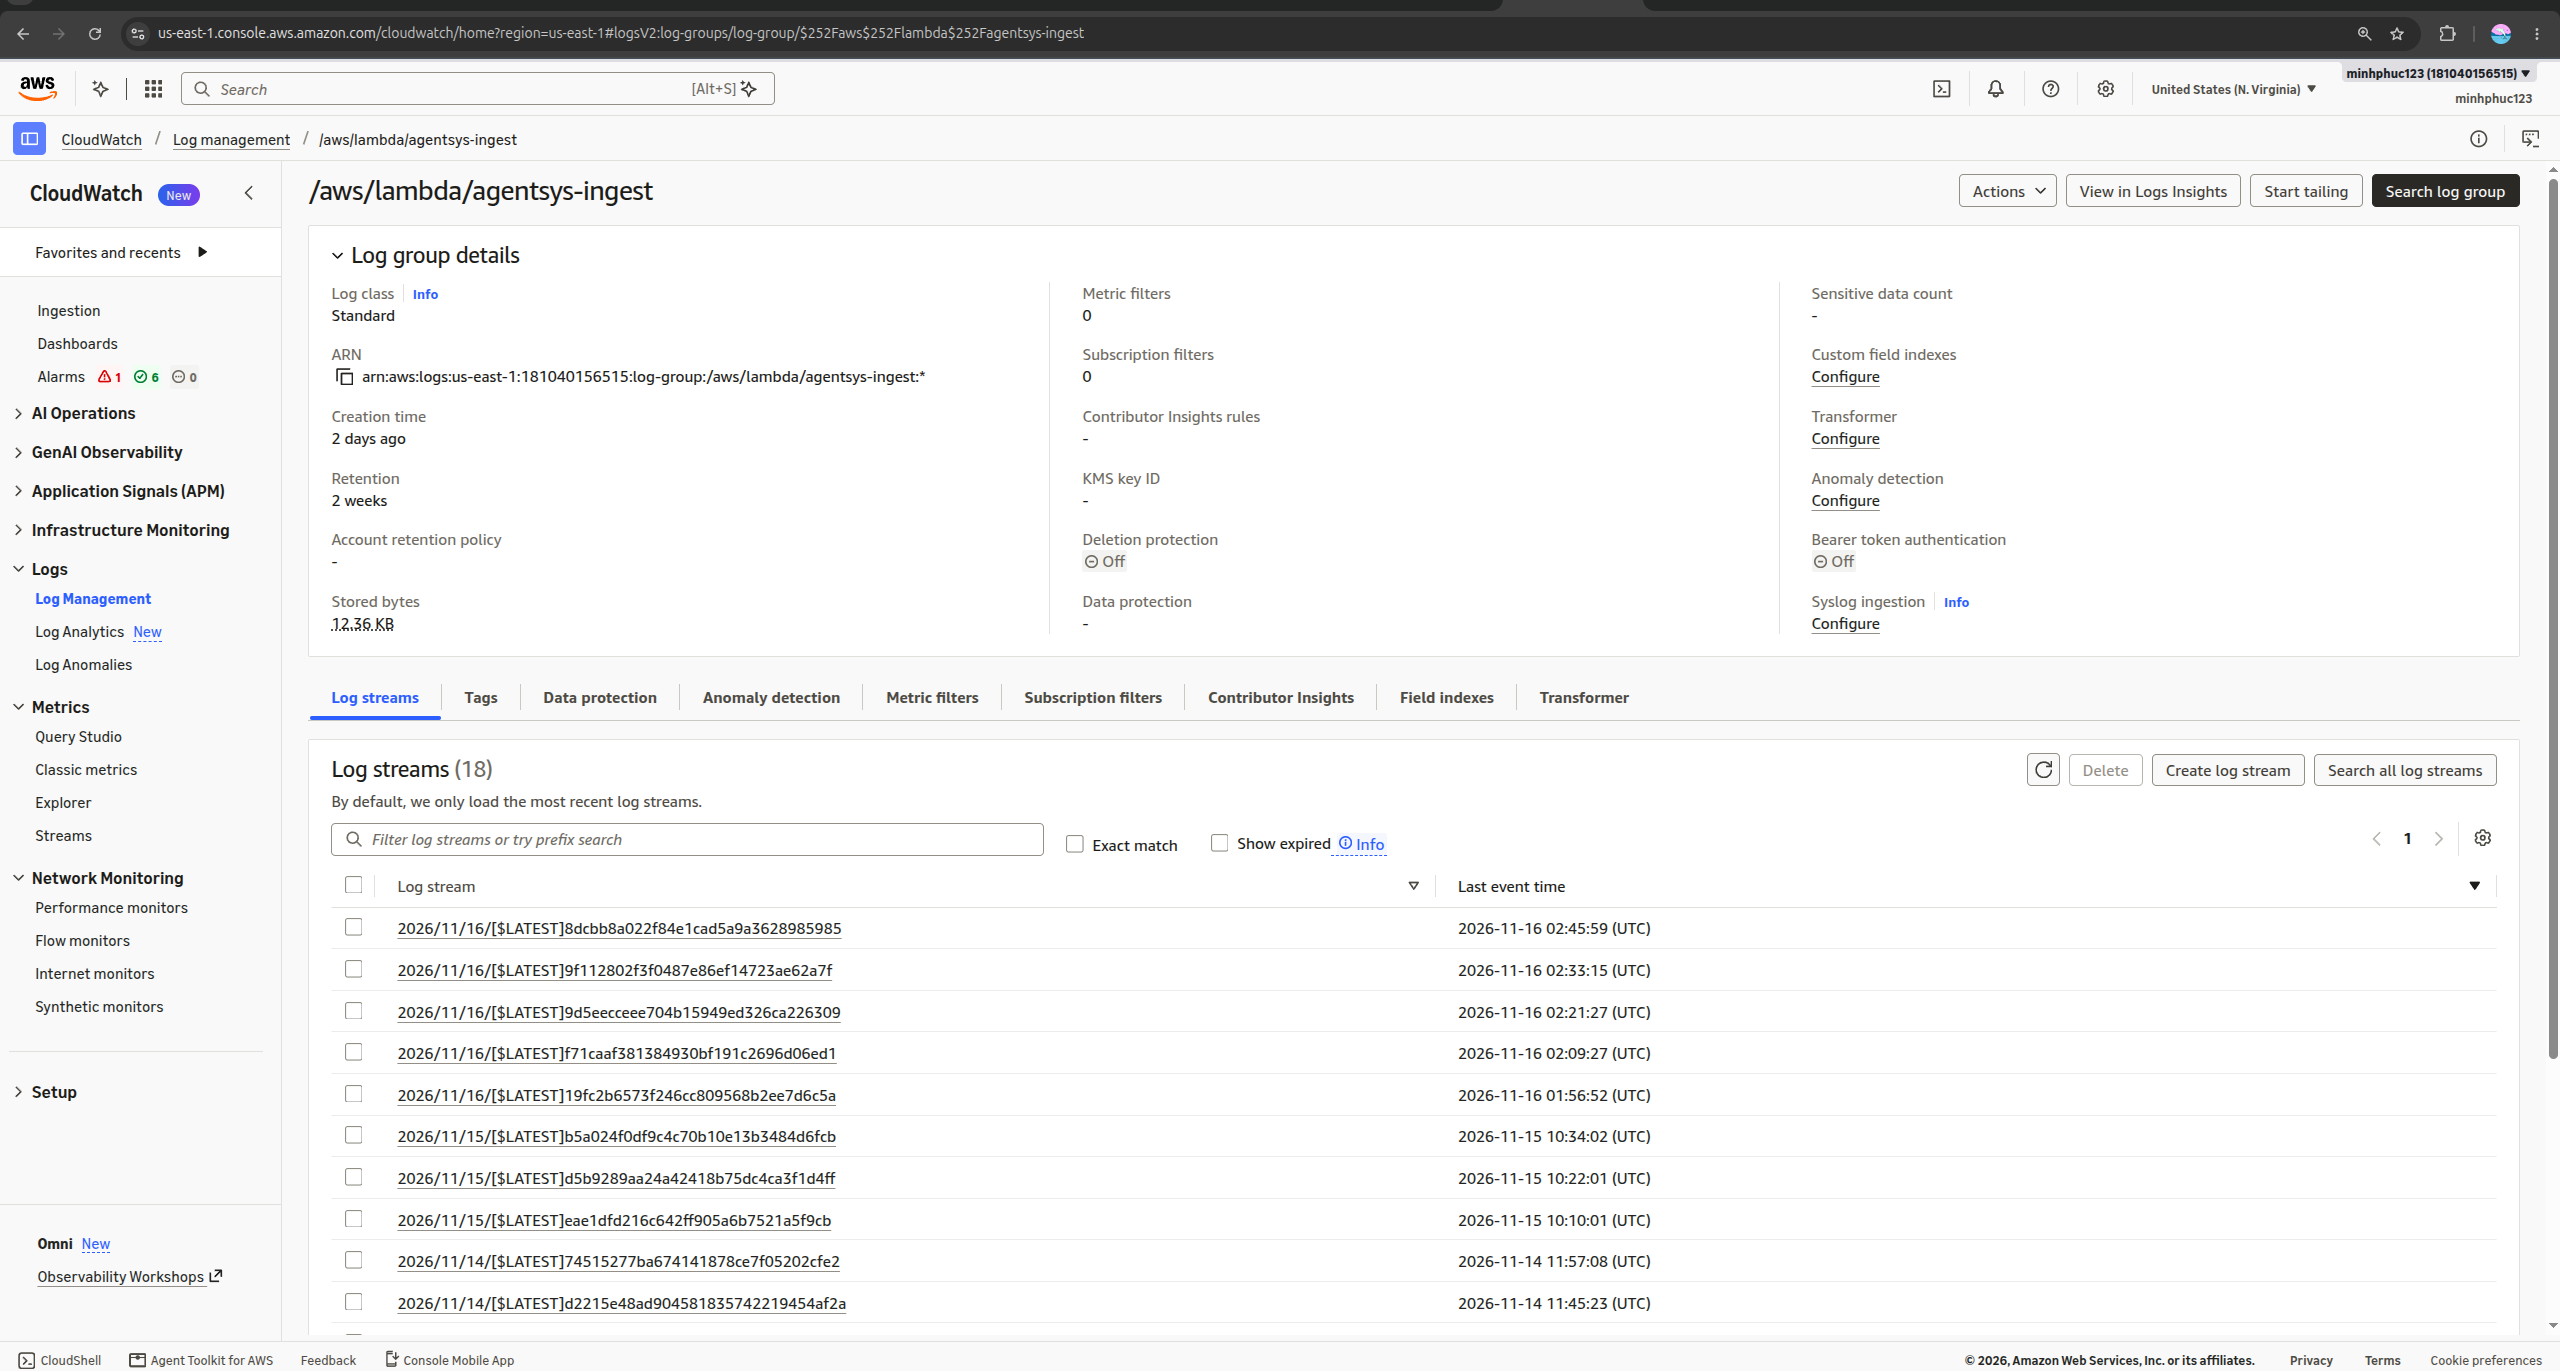 us-east-1.console.aws.amazon.com/cloudwatch/home?region=us-east-1#logsV2:log-groups/log-group/$252Faws$252Flambda$252Fagentsys-ingest
aws
Search
[Alt+S]
United States (N. Virginia)
minhphuc123 (181040156515)
minhphuc123
CloudWatch / Log management / /aws/lambda/agentsys-ingest
CloudWatch New
Favorites and recents
Ingestion
Dashboards
Alarms 1 6 0
AI Operations
GenAI Observability
Application Signals (APM)
Infrastructure Monitoring
Logs
Log Management
Log Analytics New
Log Anomalies
Metrics
Query Studio
Classic metrics
Explorer
Streams
Network Monitoring
Performance monitors
Flow monitors
Internet monitors
Synthetic monitors
Setup
Omni New
Observability Workshops
/aws/lambda/agentsys-ingest
Actions
View in Logs Insights
Start tailing
Search log group
Log group details
Log class Info
Standard
ARN
arn:aws:logs:us-east-1:181040156515:log-group:/aws/lambda/agentsys-ingest:*
Creation time
2 days ago
Retention
2 weeks
Account retention policy
-
Stored bytes
12.36 KB
Metric filters
0
Subscription filters
0
Contributor Insights rules
-
KMS key ID
-
Deletion protection
Off
Data protection
-
Sensitive data count
-
Custom field indexes
Configure
Transformer
Configure
Anomaly detection
Configure
Bearer token authentication
Off
Syslog ingestion Info
Configure
Log streams Tags Data protection Anomaly detection Metric filters Subscription filters Contributor Insights Field indexes Transformer
Log streams (18)
By default, we only load the most recent log streams.
Delete
Create log stream
Search all log streams
Filter log streams or try prefix search
Exact match
Show expired Info
1
Log stream Last event time
2026/11/16/[$LATEST]8dcbb8a022f84e1cad5a9a3628985985 2026-11-16 02:45:59 (UTC)
2026/11/16/[$LATEST]9f112802f3f0487e86ef14723ae62a7f 2026-11-16 02:33:15 (UTC)
2026/11/16/[$LATEST]9d5eecceee704b15949ed326ca226309 2026-11-16 02:21:27 (UTC)
2026/11/16/[$LATEST]f71caaf381384930bf191c2696d06ed1 2026-11-16 02:09:27 (UTC)
2026/11/16/[$LATEST]19fc2b6573f246cc809568b2ee7d6c5a 2026-11-16 01:56:52 (UTC)
2026/11/15/[$LATEST]b5a024f0df9c4c70b10e13b3484d6fcb 2026-11-15 10:34:02 (UTC)
2026/11/15/[$LATEST]d5b9289aa24a42418b75dc4ca3f1d4ff 2026-11-15 10:22:01 (UTC)
2026/11/15/[$LATEST]eae1dfd216c642ff905a6b7521a5f9cb 2026-11-15 10:10:01 (UTC)
2026/11/14/[$LATEST]74515277ba674141878ce7f05202cfe2 2026-11-14 11:57:08 (UTC)
2026/11/14/[$LATEST]d2215e48ad904581835742219454af2a 2026-11-14 11:45:23 (UTC)
CloudShell Agent Toolkit for AWS Feedback Console Mobile App
© 2026, Amazon Web Services, Inc. or its affiliates. Privacy Terms Cookie preferences